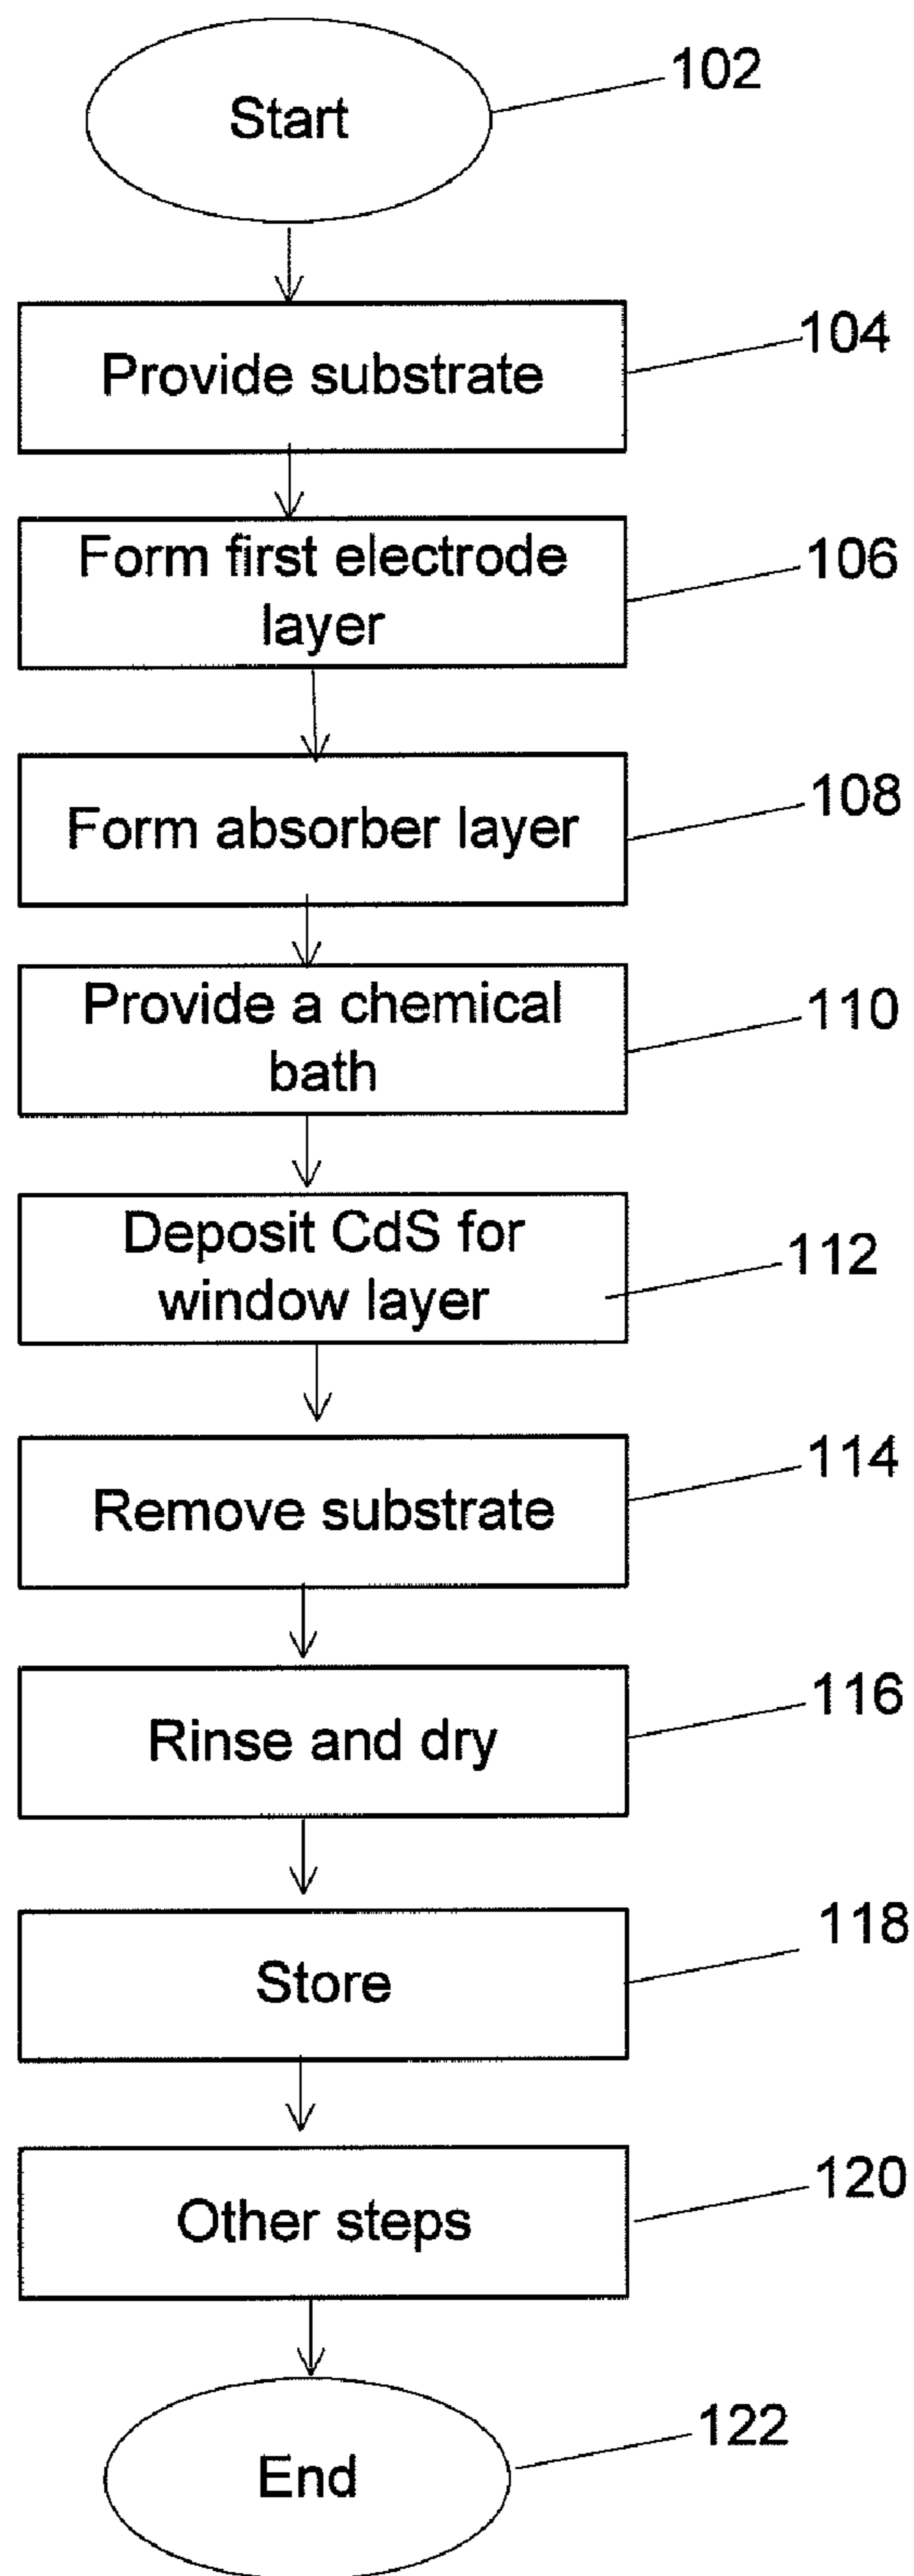 Start
102
Provide substrate
104
Form first electrode
layer
106
Form absorber layer
108
Provide a chemical
bath
110
Deposit CdS for
window layer
112
Remove substrate
114
Rinse and dry
116
Store
118
Other steps
120
End
122